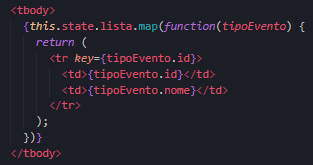 <tbody>
{this.state.lista.map(function(tipoEvento) {
return (
<tr key={tipoEvento.id}>
<td>{tipoEvento.id}</td>
<td>{tipoEvento.nome}</td>
</tr>
);
})}
</tbody>